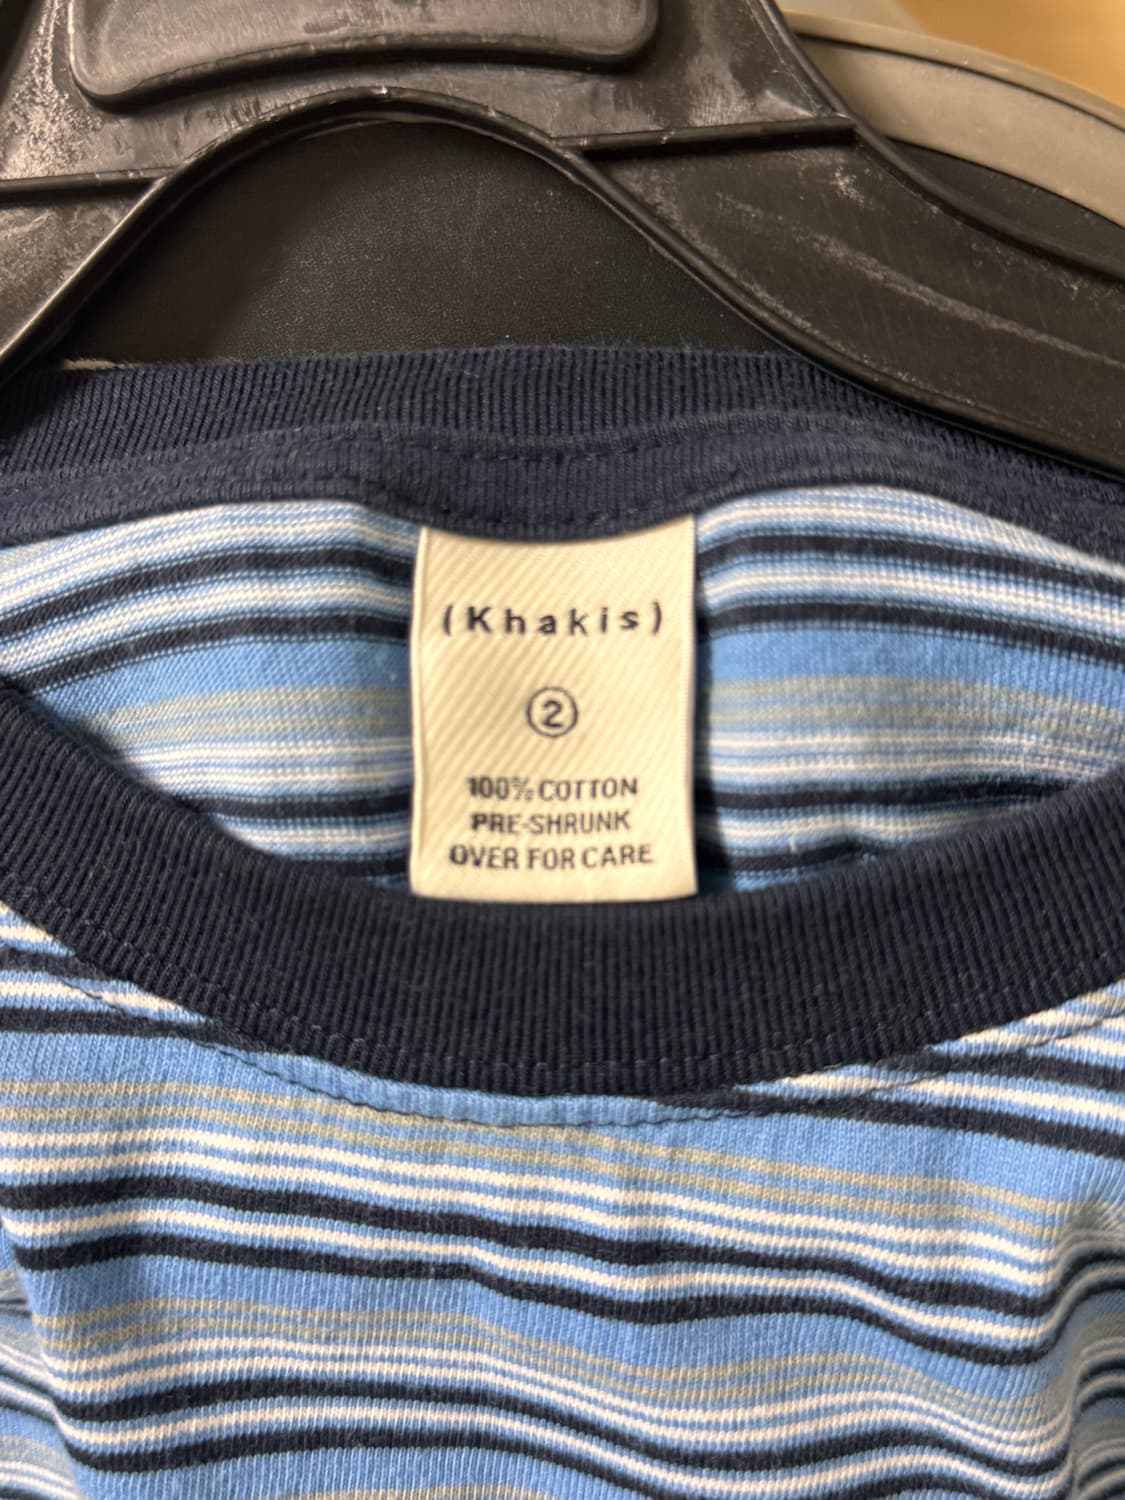 (Khakis)
2
100% COTTON
PRE-SHRUNK
OVER FOR CARE